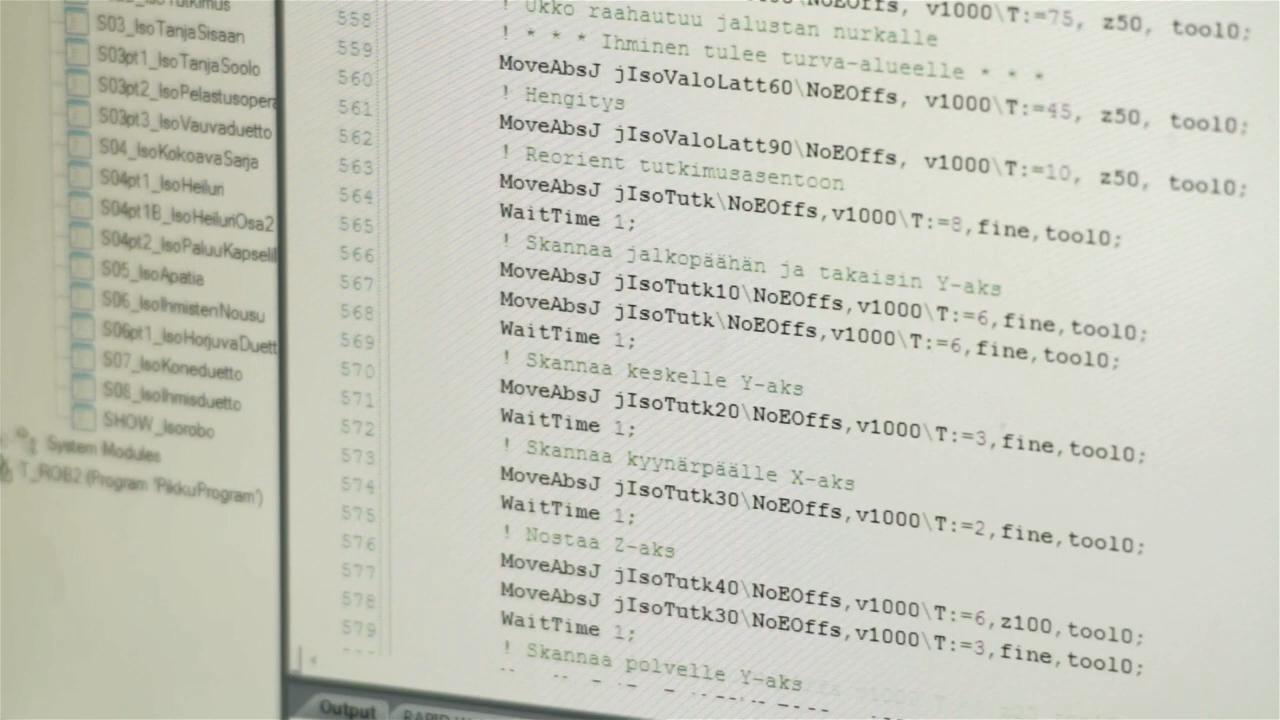 S03_IsoTanjaSisaan
S03pt1_IsoTanjaSoolo
S03pt2_IsoPelastusopera
S03pt3_IsoVauvaduetto
S04_IsoKokoavaSarja
S04pt1_IsoHeiluri
S04pt1B_IsoHeiluriOsa2
S04pt2_IsoPaluuKapselii
S05_IsoApatia
S06_IsoIhmistenNousu
S06pt1_IsoHorjuvaDuett
S07_IsoKoneduetto
S08_IsoIhmisduetto
SHOW_Isorobo
System Modules
T_ROB2 (Program 'PikkuProgram')
\NoEOffs, v1000\T:=75, z50, tool0;
558 ! Ukko raahautuu jalustan nurkalle
559 ! * * * Ihminen tulee turva-alueelle * * *
560 MoveAbsJ jIsoValoLatt60\NoEOffs, v1000\T:=45, z50, tool0;
561 ! Hengitys
562 MoveAbsJ jIsoValoLatt90\NoEOffs, v1000\T:=10, z50, tool0;
563 ! Reorient tutkimusasentoon
564 MoveAbsJ jIsoTutk\NoEOffs,v1000\T:=8,fine,tool0;
565 WaitTime 1;
566 ! Skannaa jalkopäähän ja takaisin Y-aks
567 MoveAbsJ jIsoTutk10\NoEOffs,v1000\T:=6,fine,tool0;
568 MoveAbsJ jIsoTutk\NoEOffs,v1000\T:=6,fine,tool0;
569 WaitTime 1;
570 ! Skannaa keskelle Y-aks
571 MoveAbsJ jIsoTutk20\NoEOffs,v1000\T:=3,fine,tool0;
572 WaitTime 1;
573 ! Skannaa kyynärpäälle X-aks
574 MoveAbsJ jIsoTutk30\NoEOffs,v1000\T:=2,fine,tool0;
575 WaitTime 1;
576 ! Nostaa Z-aks
577 MoveAbsJ jIsoTutk40\NoEOffs,v1000\T:=6,z100,tool0;
578 MoveAbsJ jIsoTutk30\NoEOffs,v1000\T:=3,fine,tool0;
579 WaitTime 1;
! Skannaa polvelle Y-aks
Output